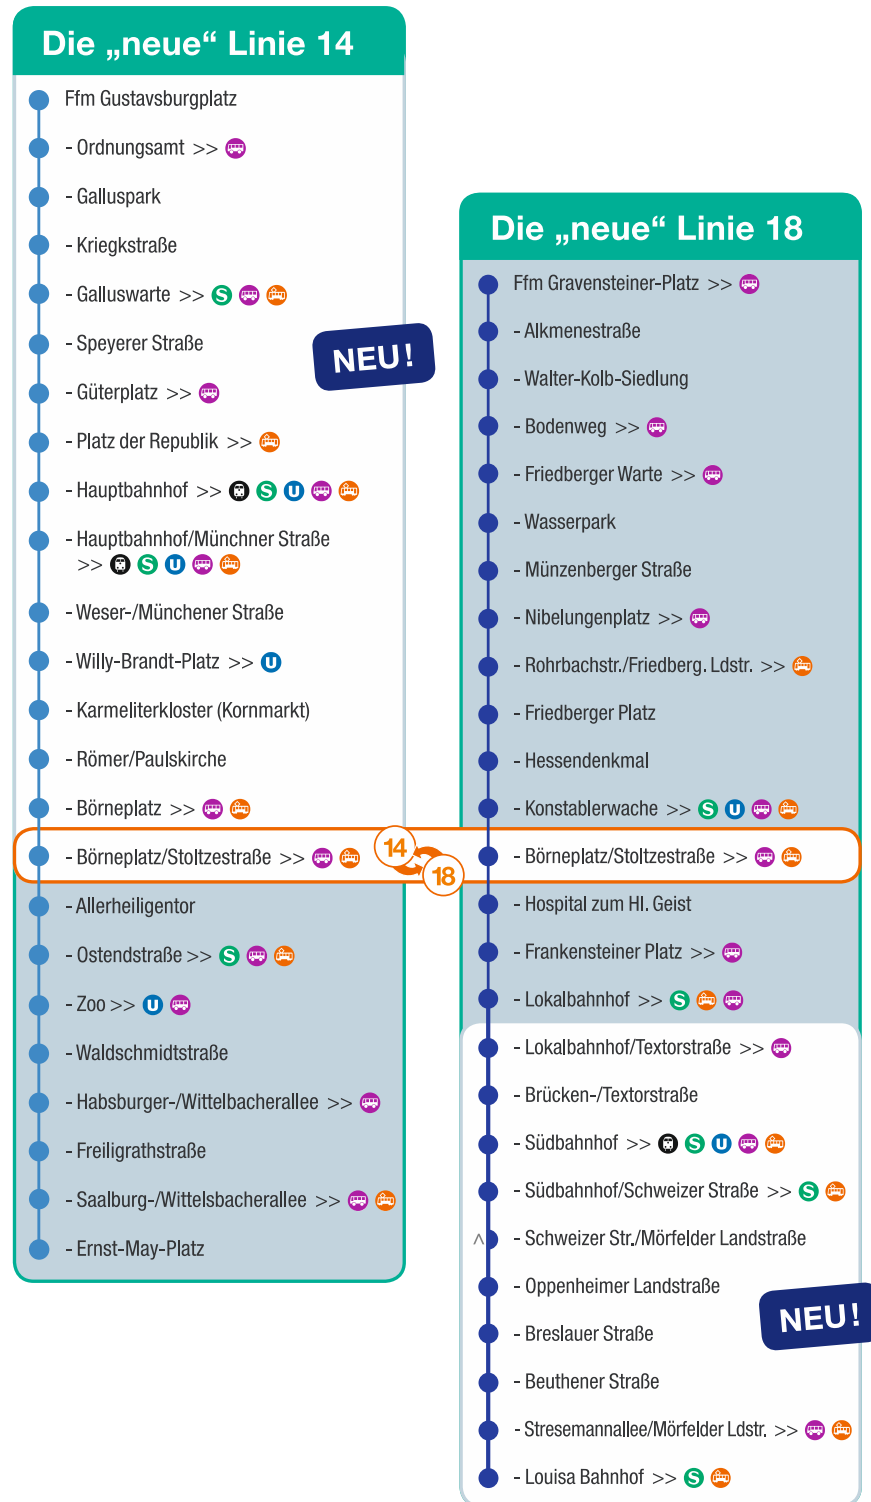 Die „neue“ Linie 14
Ffm Gustavsburgplatz
- Ordnungsamt >>
- Galluspark
- Kriegkstraße
- Galluswarte >> S
- Speyerer Straße
NEU!
- Güterplatz >>
- Platz der Republik >>
- Hauptbahnhof >> S U
- Hauptbahnhof/Münchner Straße
>> S U
- Weser-/Münchener Straße
- Willy-Brandt-Platz >> U
- Karmeliterkloster (Kornmarkt)
- Römer/Paulskirche
- Börneplatz >>
- Börneplatz/Stoltzestraße >>
14
18
- Allerheiligentor
- Ostendstraße >> S
- Zoo >> U
- Waldschmidtstraße
- Habsburger-/Wittelbacherallee >>
- Freiligrathstraße
- Saalburg-/Wittelsbacherallee >>
- Ernst-May-Platz
Die „neue“ Linie 18
Ffm Gravensteiner-Platz >>
- Alkmenestraße
- Walter-Kolb-Siedlung
- Bodenweg >>
- Friedberger Warte >>
- Wasserpark
- Münzenberger Straße
- Nibelungenplatz >>
- Rohrbachstr./Friedberg. Ldstr. >>
- Friedberger Platz
- Hessendenkmal
- Konstablerwache >> S U
- Börneplatz/Stoltzestraße >>
- Hospital zum Hl. Geist
- Frankensteiner Platz >>
- Lokalbahnhof >> S
- Lokalbahnhof/Textorstraße >>
- Brücken-/Textorstraße
- Südbahnhof >> S U
- Südbahnhof/Schweizer Straße >> S
- Schweizer Str./Mörfelder Landstraße
- Oppenheimer Landstraße
NEU!
- Breslauer Straße
- Beuthener Straße
- Stresemannallee/Mörfelder Ldstr. >>
- Louisa Bahnhof >> S